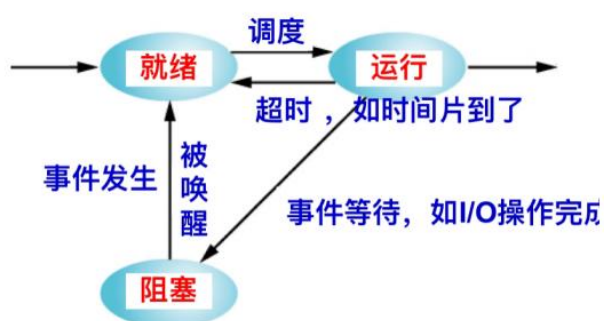 调度
就绪
运行
超时，如时间片到了
事件发生
被唤醒
事件等待，如I/O操作完成
阻塞